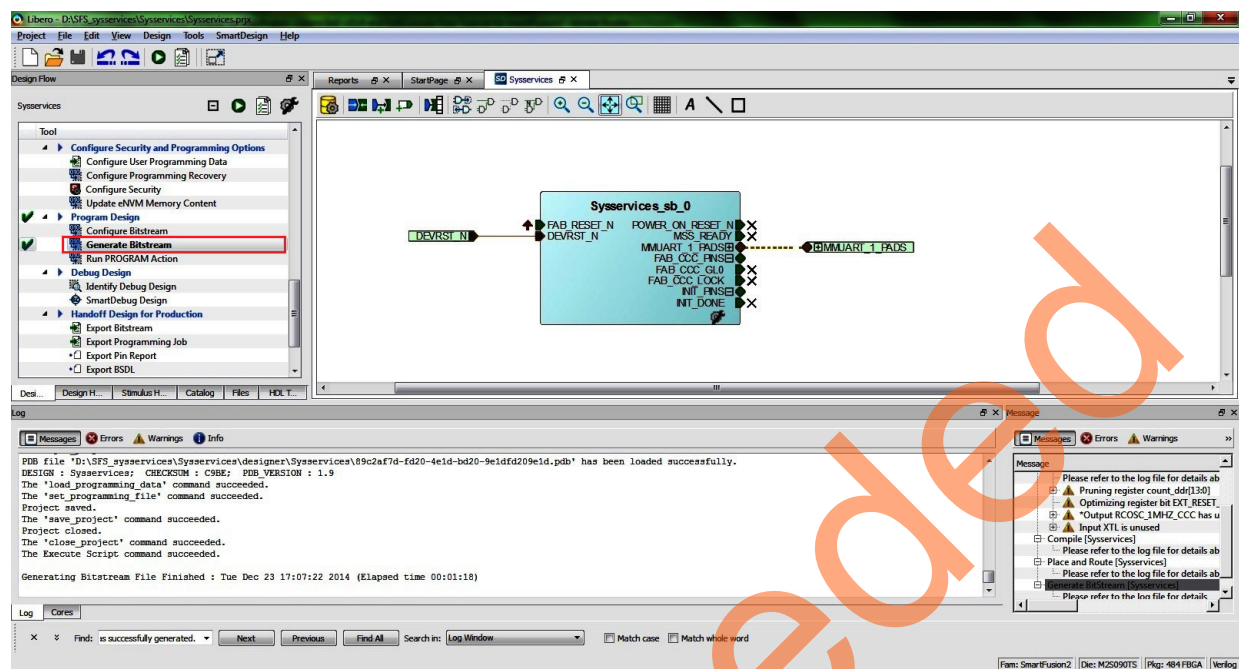 Libero - D:\SFS_sysservices\Sysservices\Sysservices.prjx
Project File Edit View Design Tools SmartDesign Help
Design Flow
Reports StartPage Sysservices
Sysservices
Tool
Configure Security and Programming Options
Configure User Programming Data
Configure Programming Recovery
Configure Security
Update eNVM Memory Content
Program Design
Configure Bitstream
Generate Bitstream
Run PROGRAM Action
Debug Design
Identify Debug Design
SmartDebug Design
Handoff Design for Production
Export Bitstream
Export Programming Job
Export Pin Report
Export BSDL
Desi... Design H... Stimulus H... Catalog Files HDL T...
Sysservices_sb_0
FAB_RESET_N POWER_ON_RESET_N
DEVRST_N DEVRST_N MSS_READY
MMUART_1_PADS MMUART_1_PADS
FAB_CCC_PINS
FAB_CCC_GL0
FAB_CCC_LOCK
INIT_PINS
INIT_DONE
Log
Messages Errors Warnings Info
PDB file 'D:\SFS_sysservices\Sysservices\designer\Sysservices\89c2af7d-fd20-4e1d-bd20-9e1dfd209e1d.pdb' has been loaded successfully.
DESIGN : Sysservices; CHECKSUM : C9BE; PDB_VERSION : 1.9
The 'load_programming_data' command succeeded.
The 'set_programming_file' command succeeded.
Project saved.
The 'save_project' command succeeded.
Project closed.
The 'close_project' command succeeded.
The Execute Script command succeeded.
Generating Bitstream File Finished : Tue Dec 23 17:07:22 2014 (Elapsed time 00:01:18)
Log Cores
Message
Messages Errors Warnings
Message
Please refer to the log file for details ab
Pruning register count_ddr[13:0]
Optimizing register bit EXT_RESET_
*Output RCOSC_1MHZ_CCC has u
Input XTL is unused
Compile [Sysservices]
Please refer to the log file for details ab
Place and Route [Sysservices]
Please refer to the log file for details ab
Generate BitStream [Sysservices]
Please refer to the log file for details
Find: is successfully generated. Next Previous Find All Search in: Log Window Match case Match whole word
Fam: SmartFusion2 Die: M2S090TS Pkg: 484 FBGA Verilog